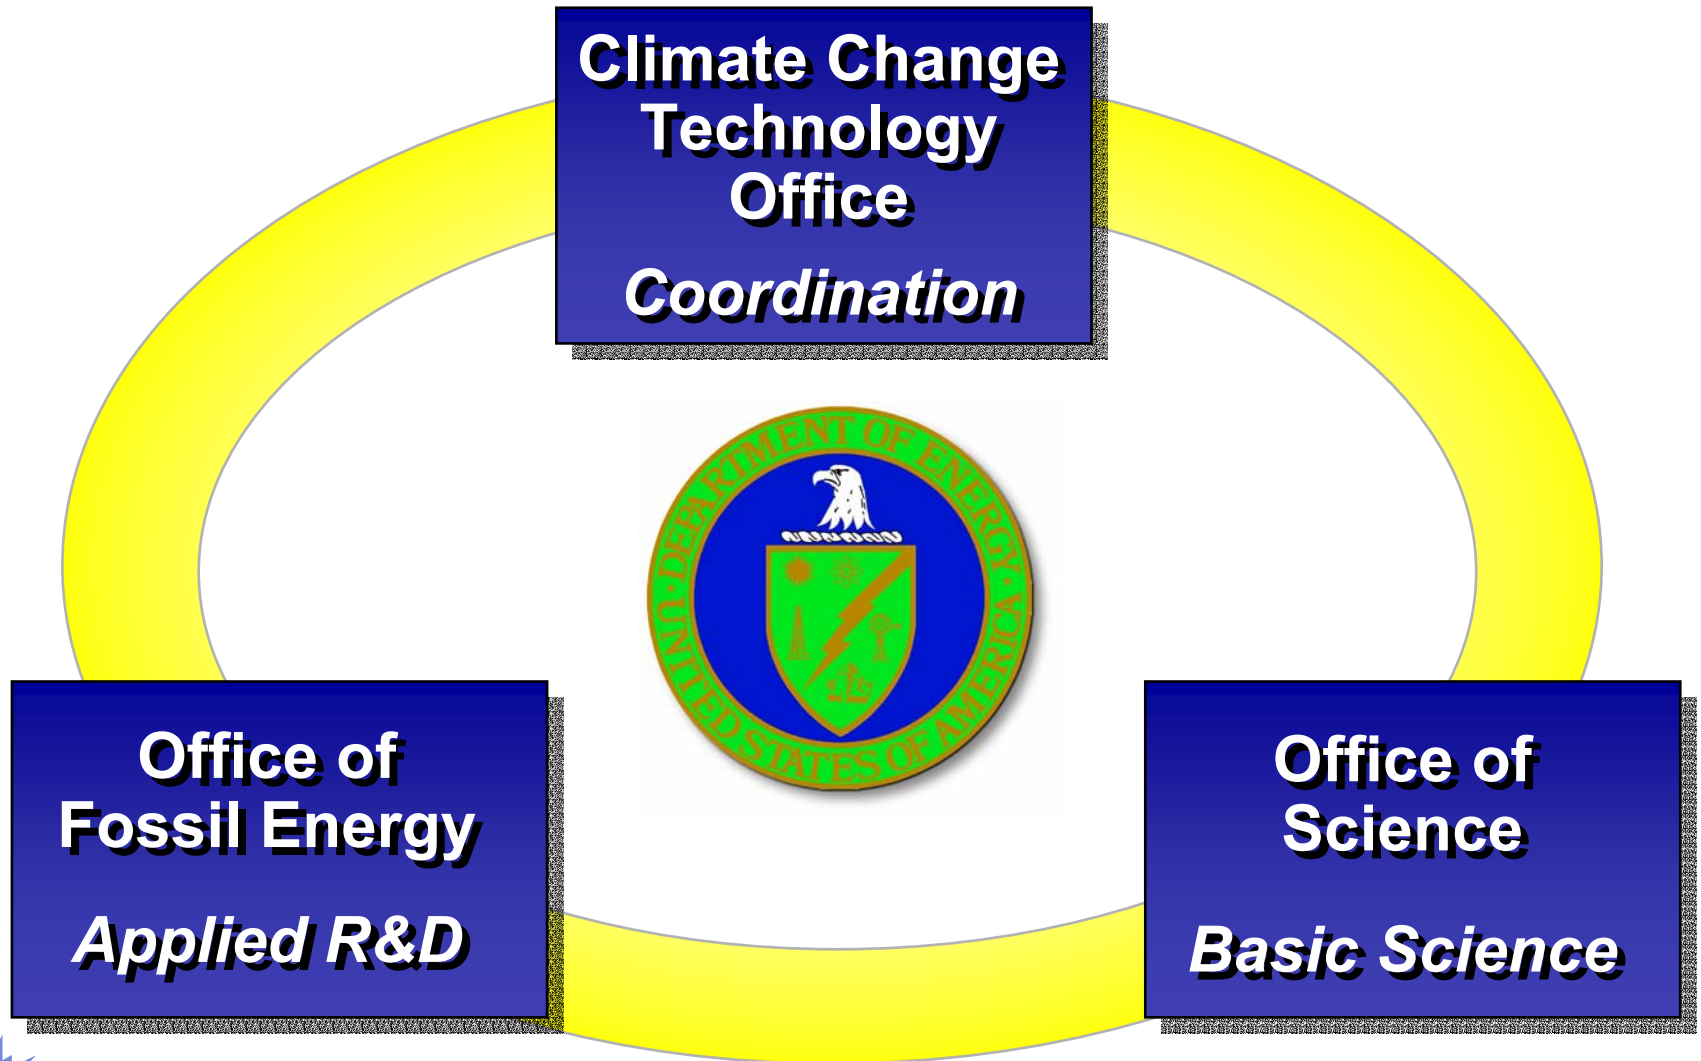 Climate Change
Technology
Office
Coordination
DEPARTMENT OF ENERGY
UNITED STATES OF AMERICA
Office of
Fossil Energy
Applied R&D
Office of
Science
Basic Science